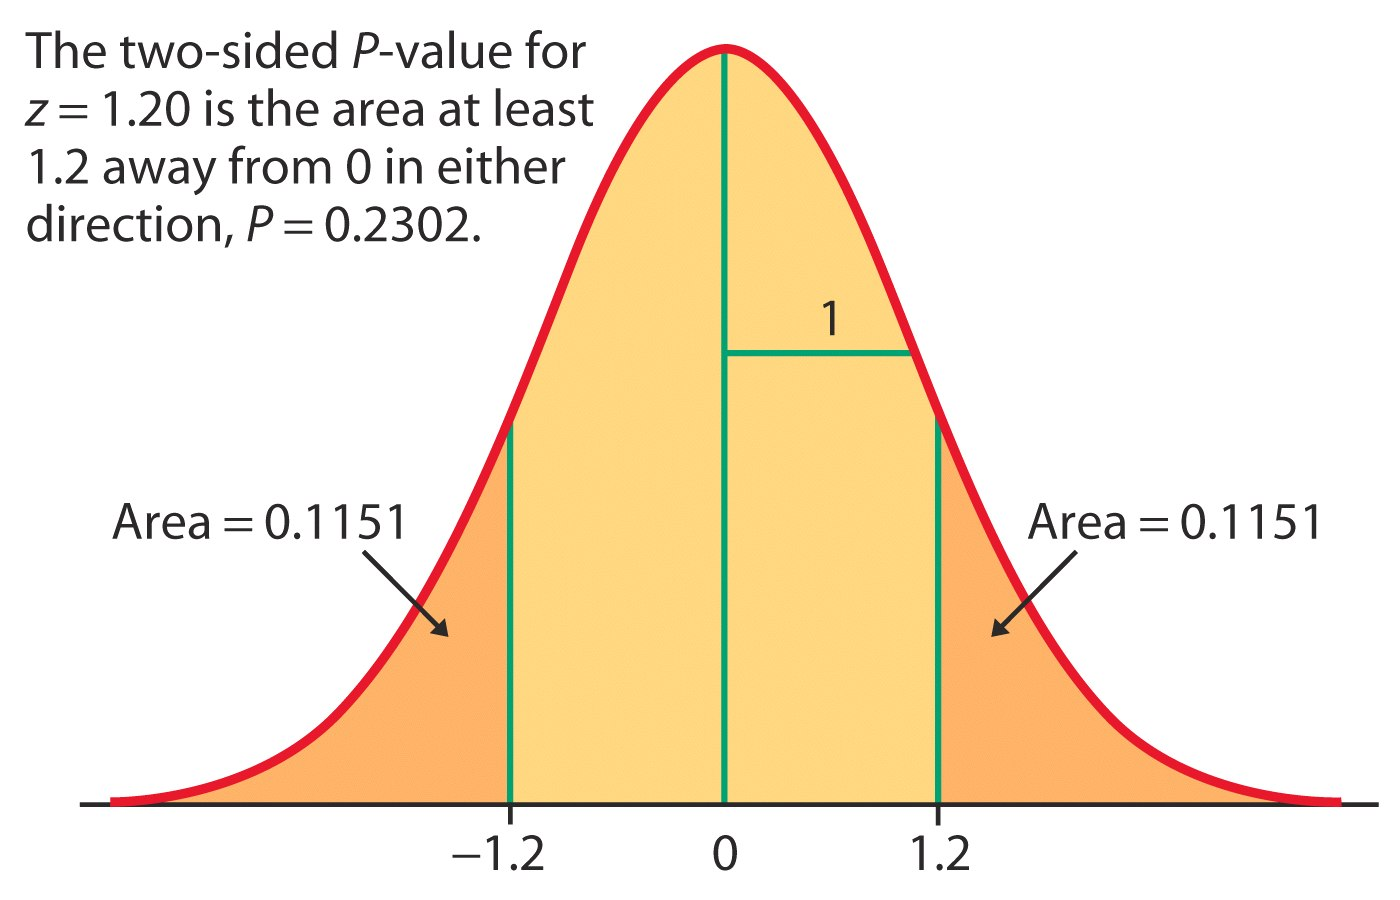 The two-sided P-value for
z = 1.20 is the area at least
1.2 away from 0 in either
direction, P = 0.2302.
1
Area = 0.1151
Area = 0.1151
−1.2
0
1.2